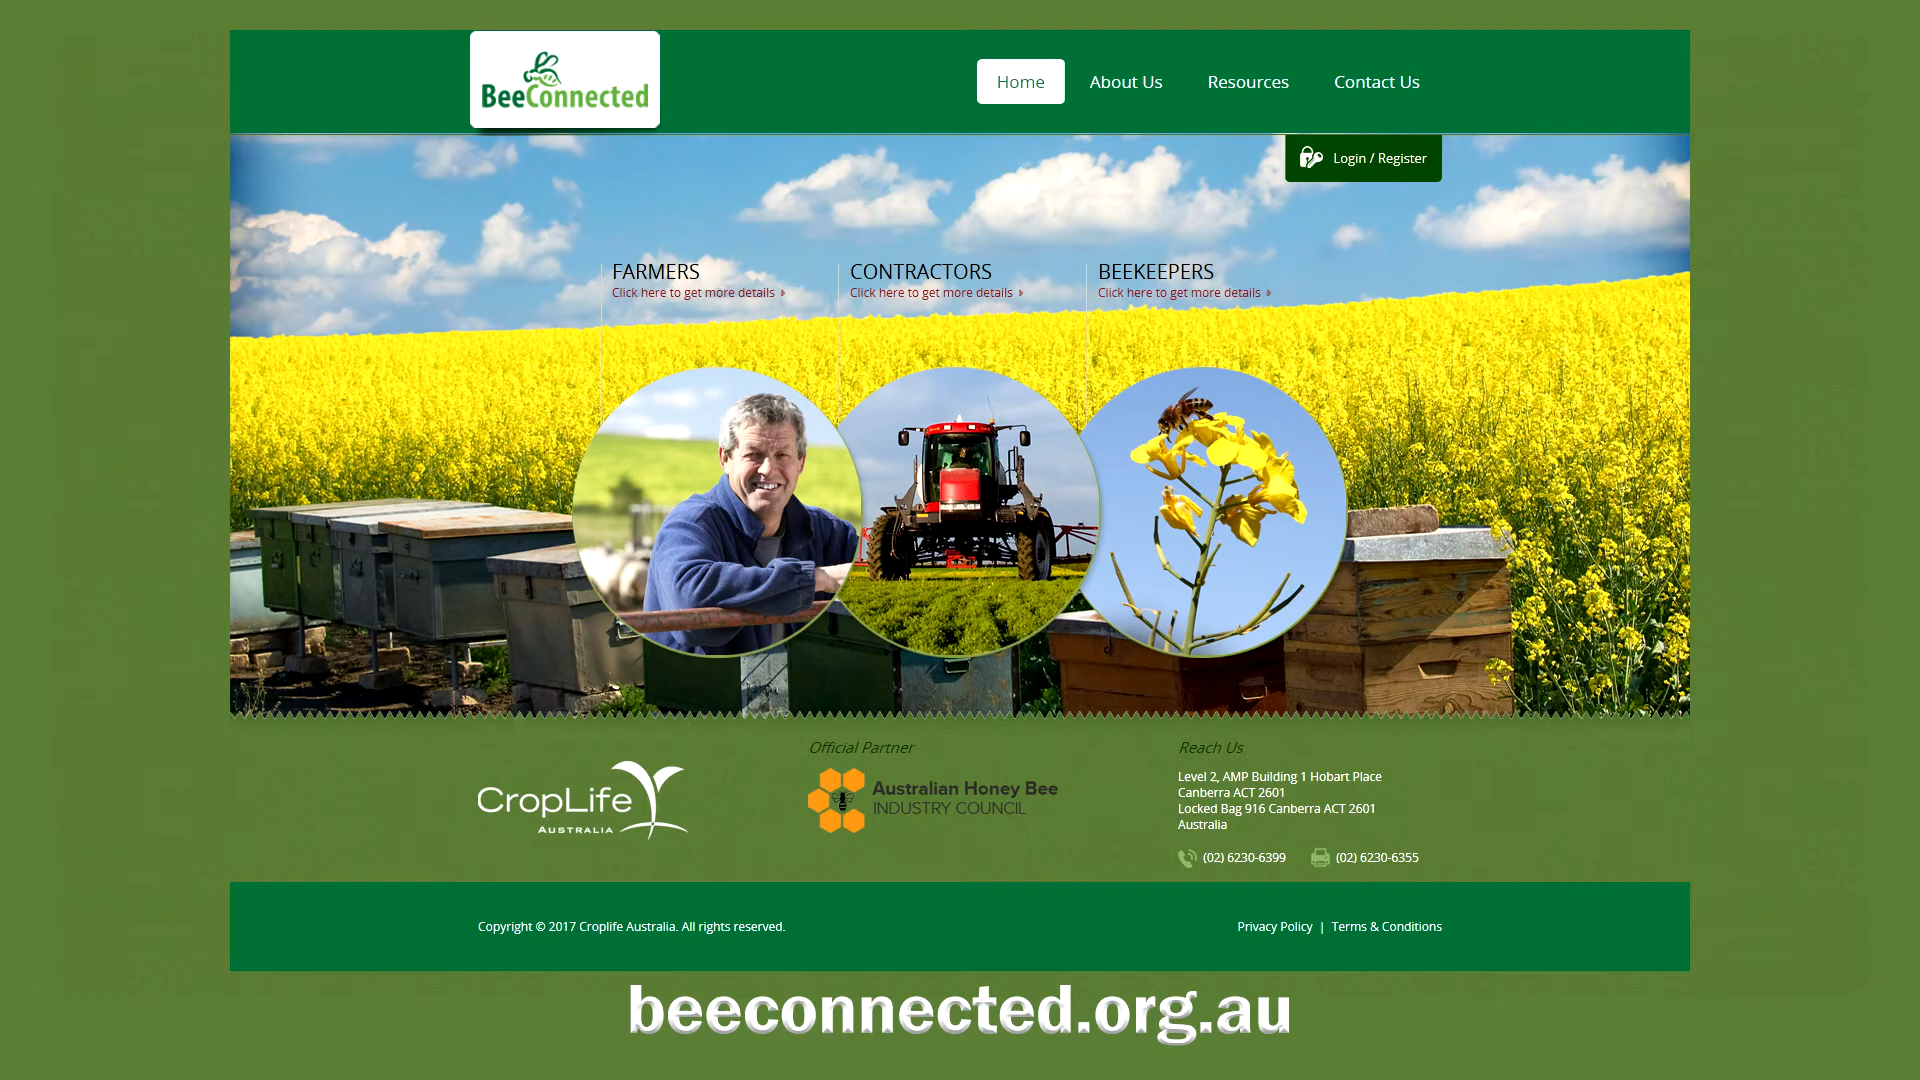 BeeConnected
Home
About Us
Resources
Contact Us
Login / Register
FARMERS
Click here to get more details
CONTRACTORS
Click here to get more details
BEEKEEPERS
Click here to get more details
CropLife
AUSTRALIA
Official Partner
Australian Honey Bee
INDUSTRY COUNCIL
Reach Us
Level 2, AMP Building 1 Hobart Place
Canberra ACT 2601
Locked Bag 916 Canberra ACT 2601
Australia
(02) 6230-6399
(02) 6230-6355
Copyright © 2017 Croplife Australia. All rights reserved.
Privacy Policy | Terms & Conditions
beeconnected.org.au